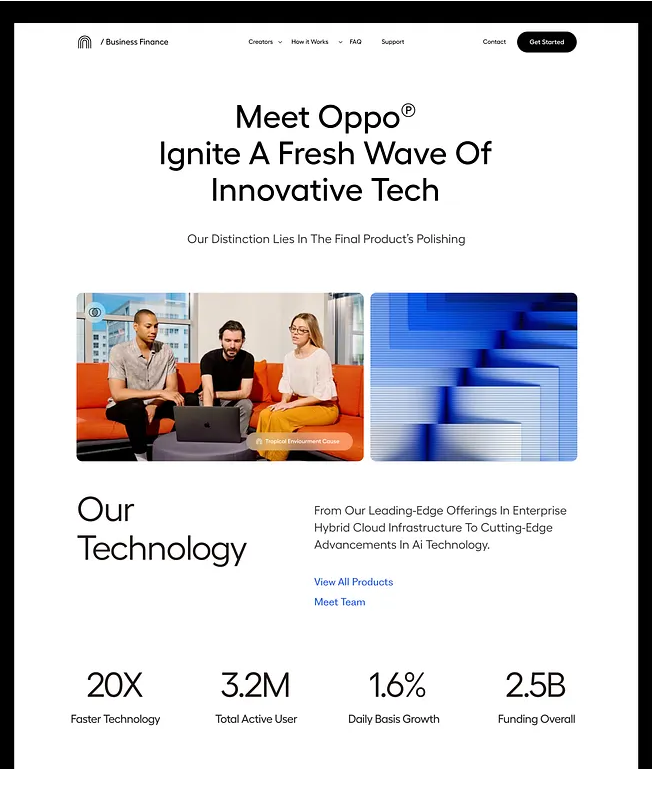 / Business Finance
Creators
How it Works
FAQ
Support
Contact
Get Started
Meet Oppo℗
Ignite A Fresh Wave Of
Innovative Tech
Our Distinction Lies In The Final Product's Polishing
Tropical Enviourment Cause
Our
Technology
From Our Leading-Edge Offerings In Enterprise
Hybrid Cloud Infrastructure To Cutting-Edge
Advancements In Ai Technology.
View All Products
Meet Team
20X
Faster Technology
3.2M
Total Active User
1.6%
Daily Basis Growth
2.5B
Funding Overall